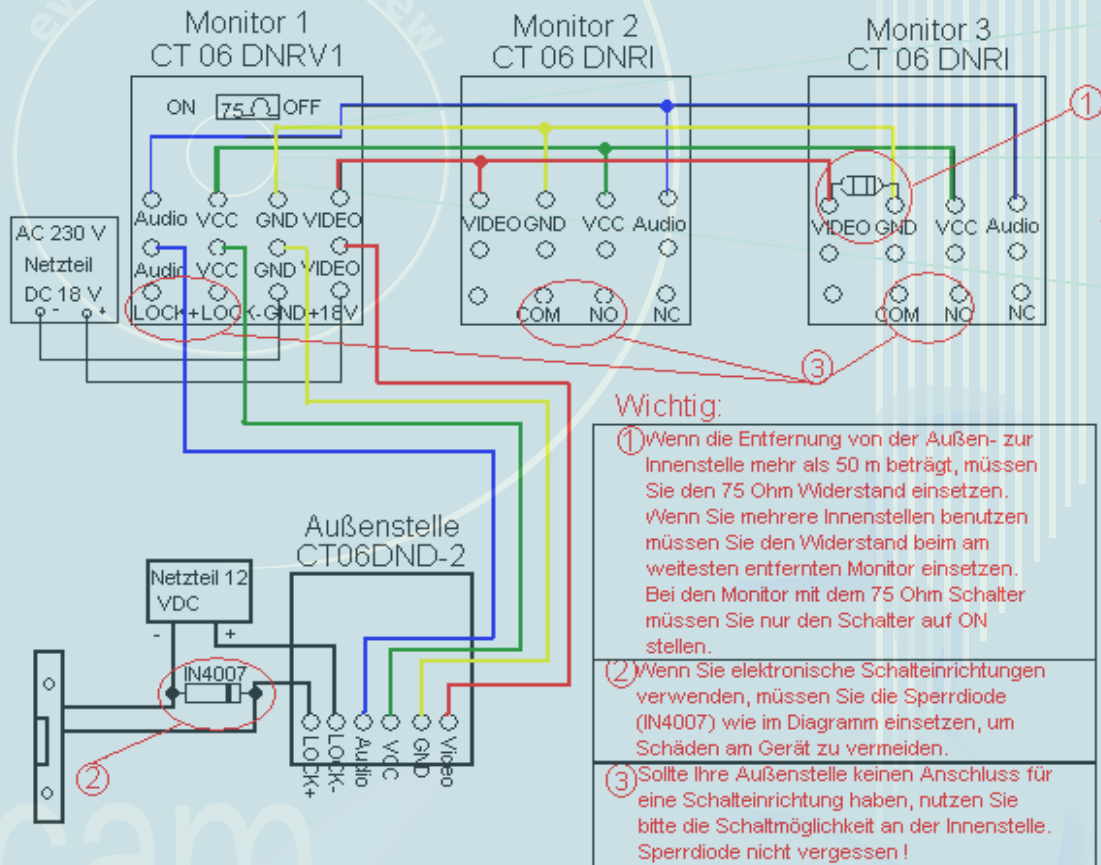 Monitor 1
CT 06 DNRV1
Monitor 2
CT 06 DNRI
Monitor 3
CT 06 DNRI
ON 75Ω OFF
1
Audio VCC GND VIDEO
VIDEO GND VCC Audio
VIDEO GND VCC Audio
AC 230 V
Netzteil
DC 18 V
- +
Audio VCC GND VIDEO
LOCK+ LOCK- GND +18V
COM NO NC
COM NO NC
3
Wichtig:
1 Wenn die Entfernung von der Außen- zur
Innenstelle mehr als 50 m beträgt, müssen
Sie den 75 Ohm Widerstand einsetzen.
Wenn Sie mehrere Innenstellen benutzen
müssen Sie den Widerstand beim am
weitesten entfernten Monitor einsetzen.
Bei den Monitor mit dem 75 Ohm Schalter
müssen Sie nur den Schalter auf ON
stellen.
2 Wenn Sie elektronische Schalteinrichtungen
verwenden, müssen Sie die Sperrdiode
(IN4007) wie im Diagramm einsetzen, um
Schäden am Gerät zu vermeiden.
3 Sollte Ihre Außenstelle keinen Anschluss für
eine Schalteinrichtung haben, nutzen Sie
bitte die Schaltmöglichkeit an der Innenstelle.
Sperrdiode nicht vergessen !
Außenstelle
CT06DND-2
Netzteil 12
VDC
- +
IN4007
2
LOCK+
LOCK-
Audio
VCC
GND
Video
cam